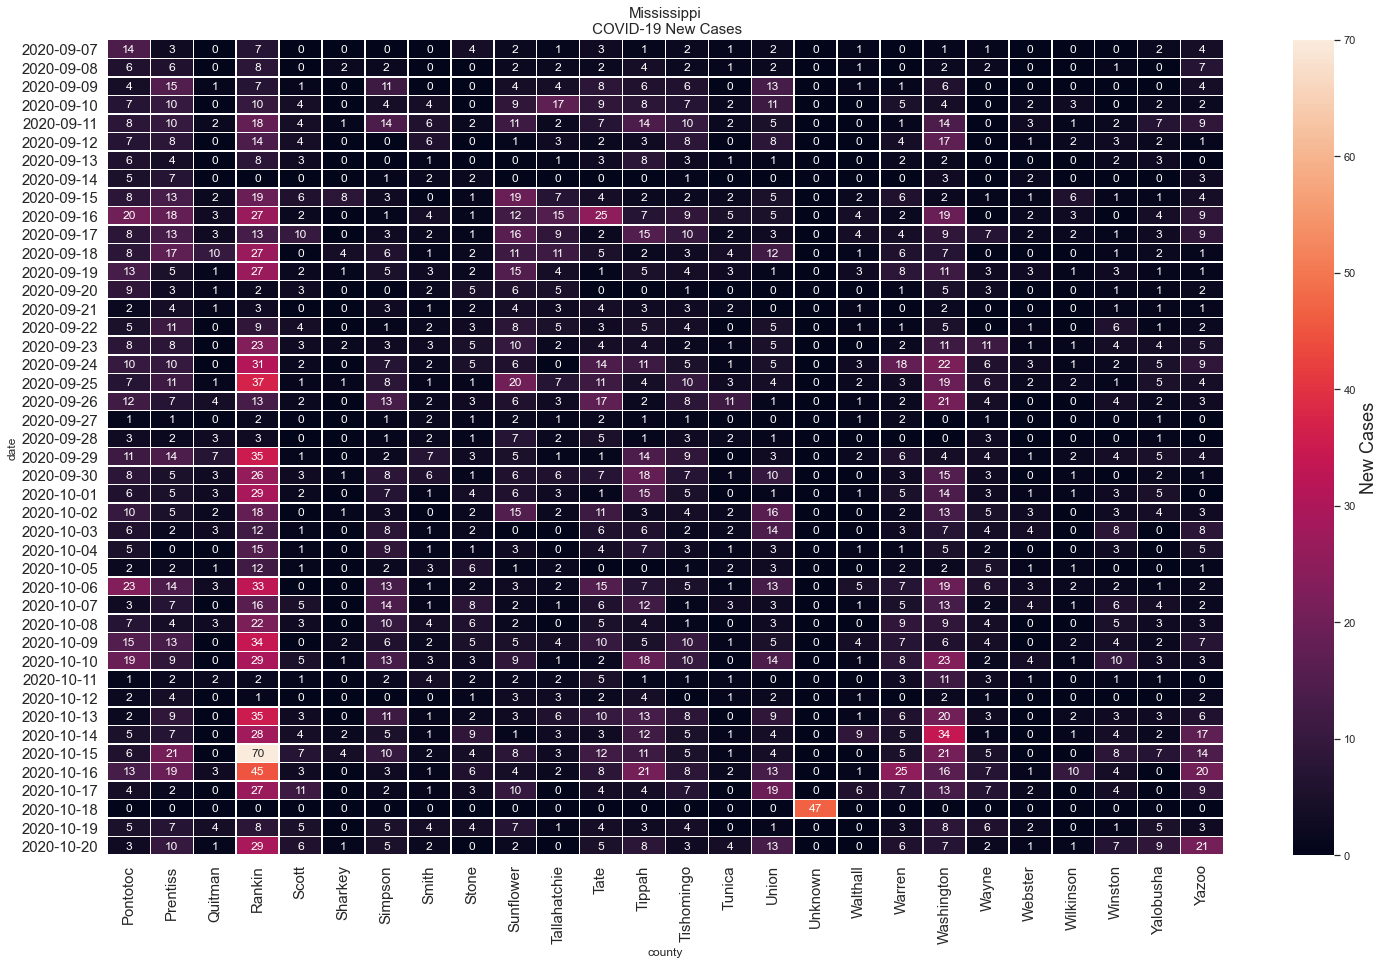 Mississippi
COVID-19 New Cases
2020-09-07 14 3 0 7 0 0 0 0 4 2 1 3 1 2 1 2 0 1 0 1 1 0 0 0 2 4
2020-09-08 6 6 0 8 0 2 2 0 0 2 2 2 4 2 1 2 0 1 0 2 2 0 0 1 0 7
2020-09-09 4 15 1 7 1 0 11 0 0 4 4 8 6 6 0 13 0 1 1 6 0 0 0 0 0 4
2020-09-10 7 10 0 10 4 0 4 4 0 9 17 9 8 7 2 11 0 0 5 4 0 2 3 0 2 2
2020-09-11 8 10 2 18 4 1 14 6 2 11 2 7 14 10 2 5 0 0 1 14 0 3 1 2 7 9
2020-09-12 7 8 0 14 4 0 0 6 0 1 3 2 3 8 0 8 0 0 4 17 0 1 2 3 2 1
2020-09-13 6 4 0 8 3 0 0 1 0 0 1 3 8 3 1 1 0 0 2 2 0 0 0 2 3 0
2020-09-14 5 7 0 0 0 0 1 2 2 0 0 0 0 1 0 0 0 0 0 3 0 2 0 0 0 3
2020-09-15 8 13 2 19 6 8 3 0 1 19 7 4 2 2 2 5 0 2 6 2 1 1 6 1 1 4
2020-09-16 20 18 3 27 2 0 1 4 1 12 15 25 7 9 5 5 0 4 2 19 0 2 3 0 4 9
2020-09-17 8 13 3 13 10 0 3 2 1 16 9 2 15 10 2 3 0 4 4 9 7 2 2 1 3 9
2020-09-18 8 17 10 27 0 4 6 1 2 11 11 5 2 3 4 12 0 1 6 7 0 0 0 1 2 1
2020-09-19 13 5 1 27 2 1 5 3 2 15 4 1 5 4 3 1 0 3 8 11 3 3 1 3 1 1
2020-09-20 9 3 1 2 3 0 0 2 5 6 5 0 0 1 0 0 0 0 1 5 3 0 0 1 1 2
2020-09-21 2 4 1 3 0 0 3 1 2 4 3 4 3 3 2 0 0 1 0 2 0 0 0 1 1 1
2020-09-22 5 11 0 9 4 0 1 2 3 8 5 3 5 4 0 5 0 1 1 5 0 1 0 6 1 2
2020-09-23 8 8 0 23 3 2 3 3 5 10 2 4 4 2 1 5 0 0 2 11 11 1 1 4 4 5
2020-09-24 10 10 0 31 2 0 7 2 5 6 0 14 11 5 1 5 0 3 18 22 6 3 1 2 5 9
2020-09-25 7 11 1 37 1 1 8 1 1 20 7 11 4 10 3 4 0 2 3 19 6 2 2 1 5 4
2020-09-26 12 7 4 13 2 0 13 2 3 6 3 17 2 8 11 1 0 1 2 21 4 0 0 4 2 3
2020-09-27 1 1 0 2 0 0 1 2 1 2 1 2 1 1 0 0 0 1 2 0 1 0 0 0 1 0
2020-09-28 3 2 3 3 0 0 1 2 1 7 2 5 1 3 2 1 0 0 0 0 3 0 0 0 1 0
2020-09-29 11 14 7 35 1 0 2 7 3 5 1 1 14 9 0 3 0 2 6 4 4 1 2 4 5 4
2020-09-30 8 5 3 26 3 1 8 6 1 6 6 7 18 7 1 10 0 0 3 15 3 0 1 0 2 1
2020-10-01 6 5 3 29 2 0 7 1 4 6 3 1 15 5 0 1 0 1 5 14 3 1 1 3 5 0
2020-10-02 10 5 2 18 0 1 3 0 2 15 2 11 3 4 2 16 0 0 2 13 5 3 0 3 4 3
2020-10-03 6 2 3 12 1 0 8 1 2 0 0 6 6 2 2 14 0 0 3 7 4 4 0 8 0 8
2020-10-04 5 0 0 15 1 0 9 1 1 3 0 4 7 3 1 3 0 1 1 5 2 0 0 3 0 5
2020-10-05 2 2 1 12 1 0 2 3 6 1 2 0 0 1 2 3 0 0 2 2 5 1 1 0 0 1
2020-10-06 23 14 3 33 0 0 13 1 2 3 2 15 7 5 1 13 0 5 7 19 6 3 2 2 1 2
2020-10-07 3 7 0 16 5 0 14 1 8 2 1 6 12 1 3 3 0 1 5 13 2 4 1 6 4 2
2020-10-08 7 4 3 22 3 0 10 4 6 2 0 5 4 1 0 3 0 0 9 9 4 0 0 5 3 3
2020-10-09 15 13 0 34 0 2 6 2 5 5 4 10 5 10 1 5 0 4 7 6 4 0 2 4 2 7
2020-10-10 19 9 0 29 5 1 13 3 3 9 1 2 18 10 0 14 0 1 8 23 2 4 1 10 3 3
2020-10-11 1 2 2 2 1 0 2 4 2 2 2 5 1 1 1 0 0 0 3 11 3 1 0 1 1 0
2020-10-12 2 4 0 1 0 0 0 0 1 3 3 2 4 0 1 2 0 1 0 2 1 0 0 0 0 2
2020-10-13 2 9 0 35 3 0 11 1 2 3 6 10 13 8 0 9 0 1 6 20 3 0 2 3 3 6
2020-10-14 5 7 0 28 4 2 5 1 9 1 3 3 12 5 1 4 0 9 5 34 1 0 1 4 2 17
2020-10-15 6 21 0 70 7 4 10 2 4 8 3 12 11 5 1 4 0 0 5 21 5 0 0 8 7 14
2020-10-16 13 19 3 45 3 0 3 1 6 4 2 8 21 8 2 13 0 1 25 16 7 1 10 4 0 20
2020-10-17 4 2 0 27 11 0 2 1 3 10 0 4 4 7 0 19 0 6 7 13 7 2 0 4 0 9
2020-10-18 0 0 0 0 0 0 0 0 0 0 0 0 0 0 0 0 47 0 0 0 0 0 0 0 0 0
2020-10-19 5 7 4 8 5 0 5 4 4 7 1 4 3 4 0 1 0 0 3 8 6 2 0 1 5 3
2020-10-20 3 10 1 29 6 1 5 2 0 2 0 5 8 3 4 13 0 0 6 7 2 1 1 7 9 21
Pontotoc Prentiss Quitman Rankin Scott Sharkey Simpson Smith Stone Sunflower Tallahatchie Tate Tippah Tishomingo Tunica Union Unknown Walthall Warren Washington Wayne Webster Wilkinson Winston Yalobusha Yazoo
county
date
70
60
50
40
30
20
10
0
New Cases